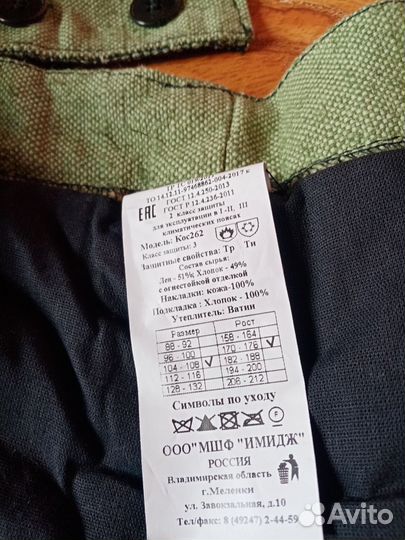 ТО 14.12.11-97468862-004-2017 к
ГОСТ 12.4.250-2013
ГОСТ Р 12.4.236-2011
2 класс защиты
для эксплуатации в I-II, III
климатических поясах
EAC
Модель: Кос262
Класс защиты: 3
Защитные свойства: Тр Ти
Состав сырья:
Лен - 51% Хлопок - 49%
с огнестойкой отделкой
Накладки: кожа-100%
Подкладка : Хлопок - 100%
Утеплитель: Ватин
Размер Рост
88 - 92 158 - 164
96 - 100 170 - 176 ✓
104 - 108 ✓ 182 - 188
112 - 116 194 - 200
128 - 132 206 - 212
Символы по уходу
F
ООО"МШФ "ИМИДЖ"
РОССИЯ
Владимирская область
г.Меленки
ул. Завокзальная, д.10
Тел/факс: 8 (49247) 2-44-59
Avito